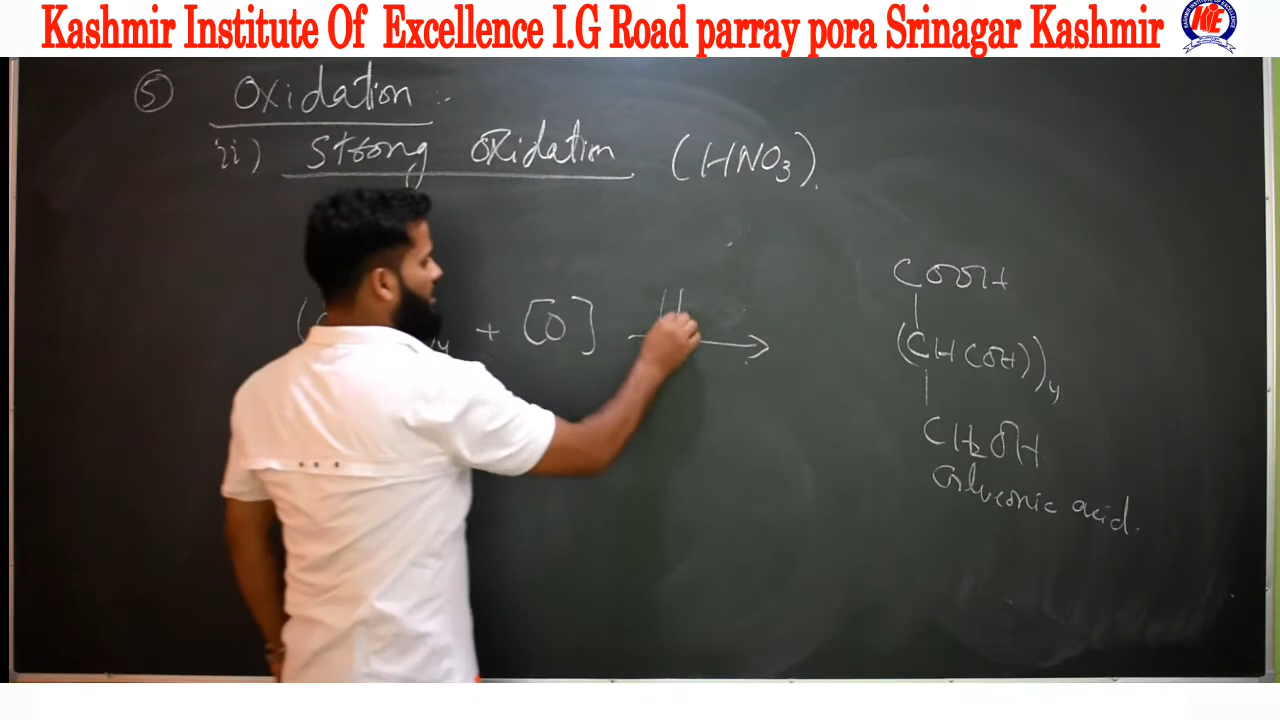 Kashmir Institute Of Excellence I.G Road parray pora Srinagar Kashmir
KIE
⑤ Oxidation :-
ii) Strong Oxidation (HNO3).
+ [O] ⟶
COOH
(CH(OH))4
CH2OH
Gluconic acid.